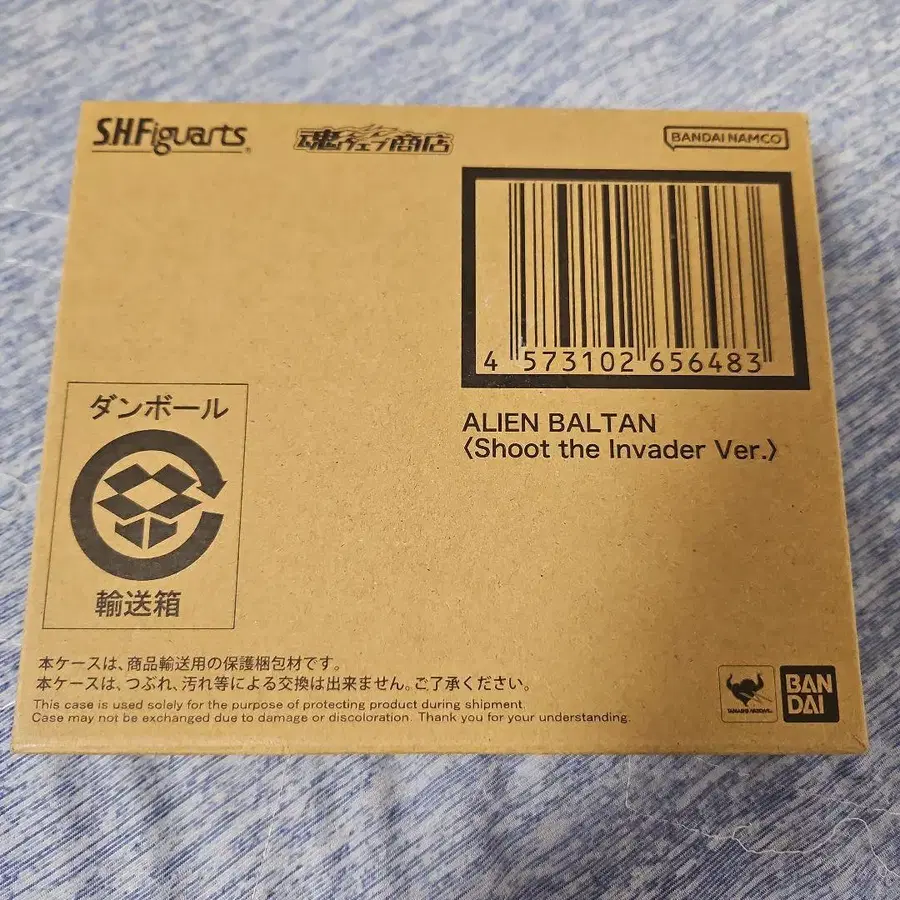 S.H.Figuarts
魂ウェブ商店
BANDAI NAMCO
4 573102 656483
ALIEN BALTAN
〈Shoot the Invader Ver.〉
ダンボール
輸送箱
本ケースは、商品輸送用の保護梱包材です。
本ケースは、つぶれ、汚れ等による交換は出来ません。ご了承ください。
This case is used solely for the purpose of protecting product during shipment.
Case may not be exchanged due to damage or discoloration. Thank you for your understanding.
TAMASHII NATIONS
BAN
DAI